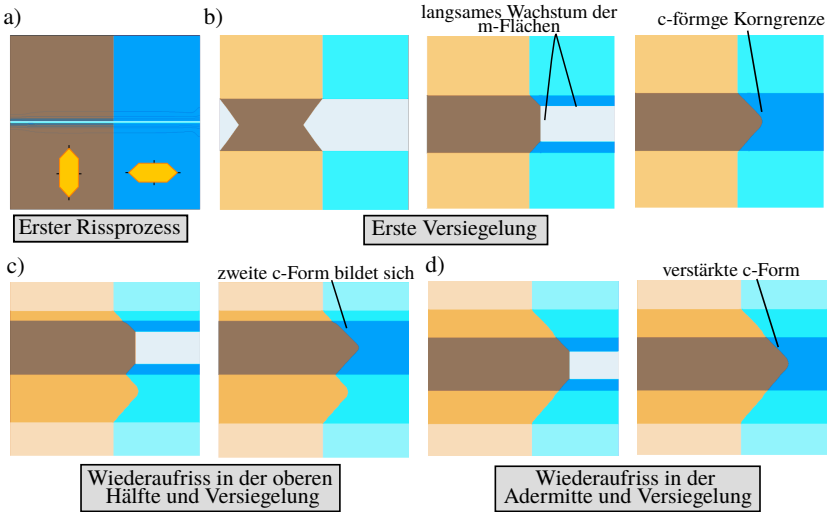 a)
b)
langsames Wachstum der
m-Flächen
c-förmge Korngrenze
Erster Rissprozess
Erste Versiegelung
c)
zweite c-Form bildet sich
d)
verstärkte c-Form
Wiederaufriss in der oberen
Hälfte und Versiegelung
Wiederaufriss in der
Adermitte und Versiegelung